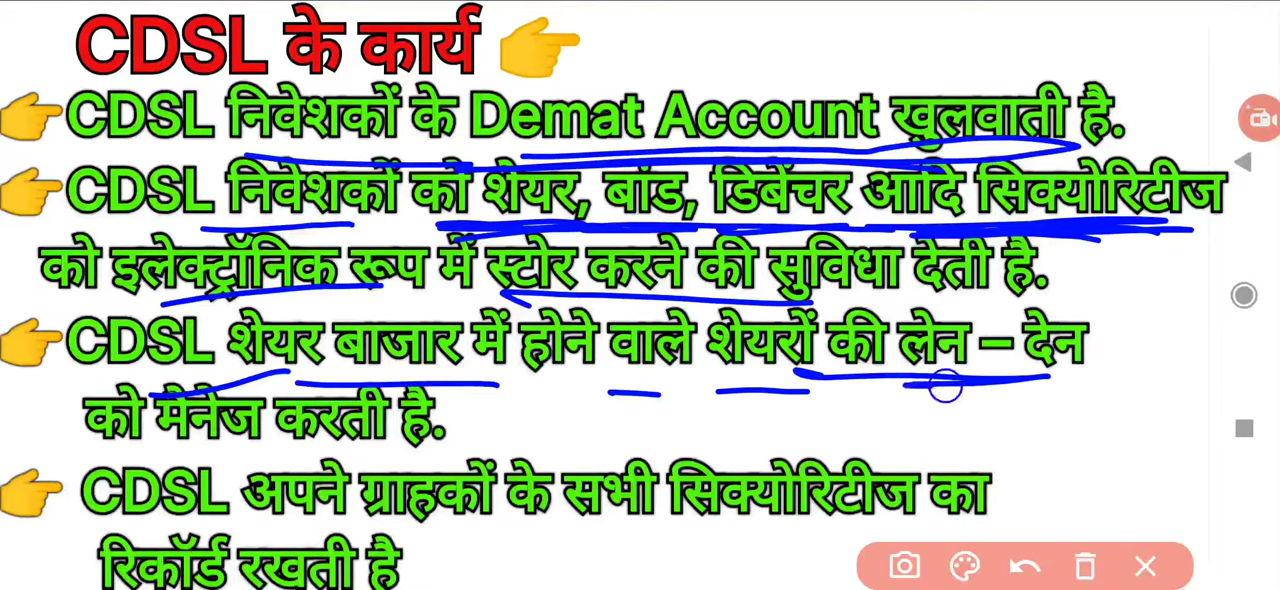 CDSL के कार्य 👉
👉 CDSL निवेशकों के Demat Account खुलवाती है.
👉 CDSL निवेशकों को शेयर, बांड, डिबेंचर आदि सिक्योरिटीज
को इलेक्ट्रॉनिक रूप में स्टोर करने की सुविधा देती है.
👉 CDSL शेयर बाजार में होने वाले शेयरों की लेन – देन
को मेनेज करती है.
👉 CDSL अपने ग्राहकों के सभी सिक्योरिटीज का
रिकॉर्ड रखती है